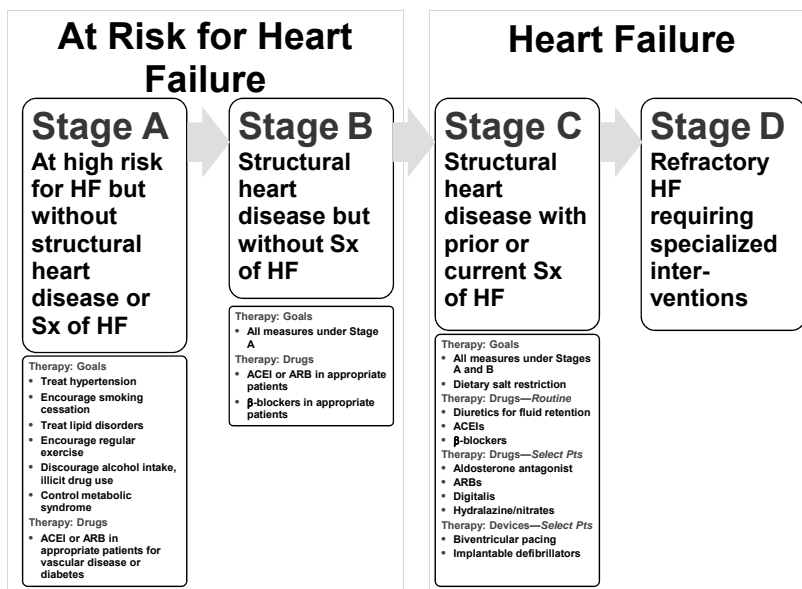 At Risk for Heart
Failure
Stage A
At high risk
for HF but
without
structural
heart
disease or
Sx of HF
Therapy: Goals
• Treat hypertension
• Encourage smoking
cessation
• Treat lipid disorders
• Encourage regular
exercise
• Discourage alcohol intake,
illicit drug use
• Control metabolic
syndrome
Therapy: Drugs
• ACEI or ARB in
appropriate patients for
vascular disease or
diabetes
Stage B
Structural
heart
disease but
without Sx
of HF
Therapy: Goals
• All measures under Stage
A
Therapy: Drugs
• ACEI or ARB in appropriate
patients
• β-blockers in appropriate
patients
Heart Failure
Stage C
Structural
heart
disease with
prior or
current Sx
of HF
Therapy: Goals
• All measures under Stages
A and B
• Dietary salt restriction
Therapy: Drugs—Routine
• Diuretics for fluid retention
• ACEIs
• β-blockers
Therapy: Drugs—Select Pts
• Aldosterone antagonist
• ARBs
• Digitalis
• Hydralazine/nitrates
Therapy: Devices—Select Pts
• Biventricular pacing
• Implantable defibrillators
Stage D
Refractory
HF
requiring
specialized
inter-
ventions